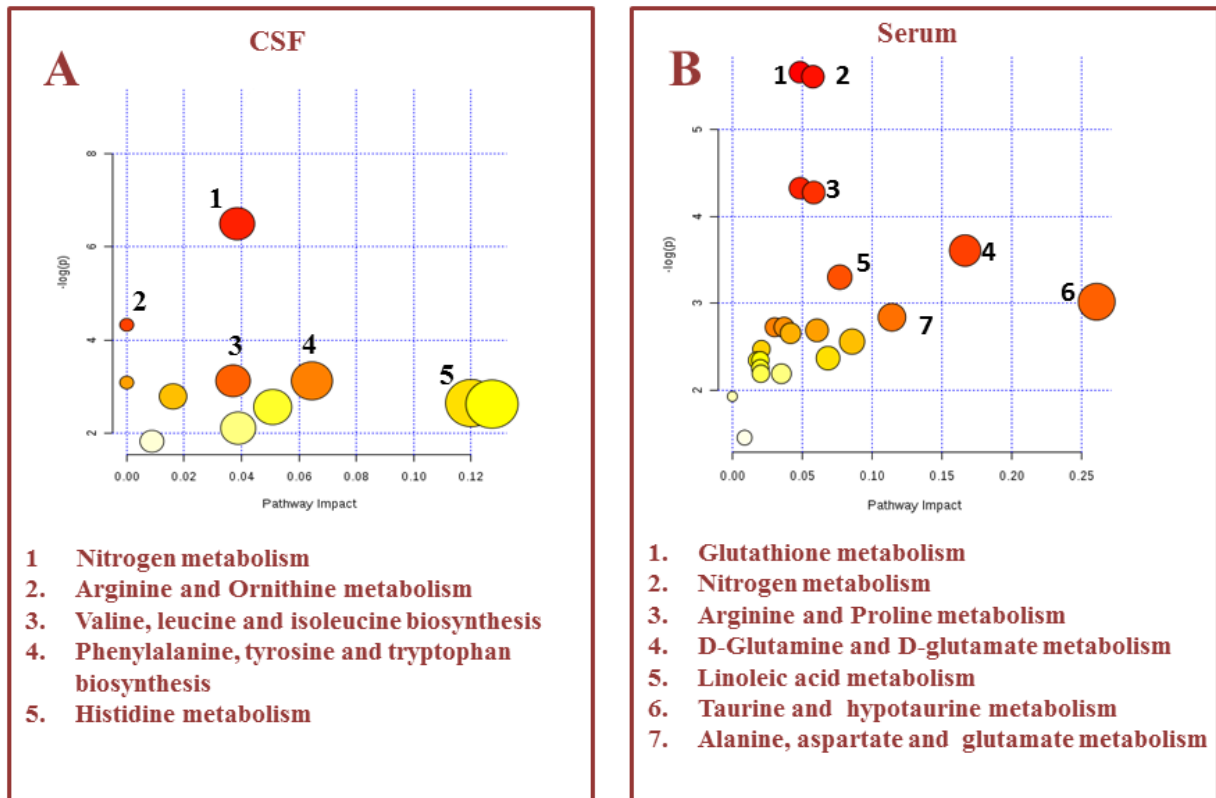 CSF
A
8
6
4
2
-log(p)
1
2
3
4
5
0.00 0.02 0.04 0.06 0.08 0.10 0.12
Pathway Impact
1 Nitrogen metabolism
2. Arginine and Ornithine metabolism
3. Valine, leucine and isoleucine biosynthesis
4. Phenylalanine, tyrosine and tryptophan
biosynthesis
5. Histidine metabolism
Serum
B
5
4
3
2
-log(p)
1 2
3
4
5
6
7
0.00 0.05 0.10 0.15 0.20 0.25
Pathway Impact
1. Glutathione metabolism
2. Nitrogen metabolism
3. Arginine and Proline metabolism
4. D-Glutamine and D-glutamate metabolism
5. Linoleic acid metabolism
6. Taurine and hypotaurine metabolism
7. Alanine, aspartate and glutamate metabolism